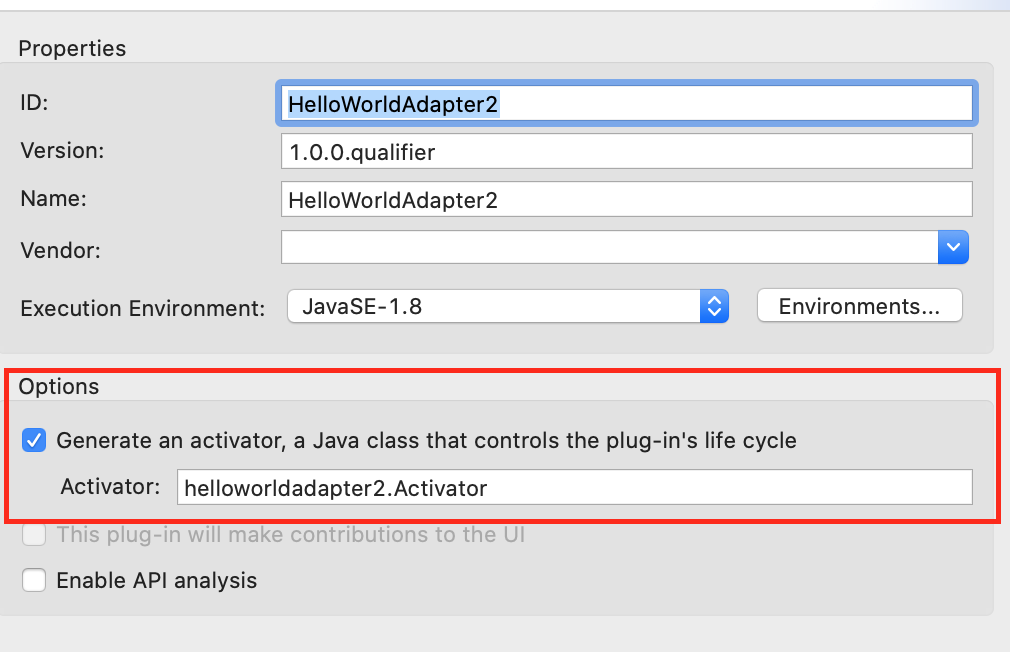 Properties
ID: HelloWorldAdapter2
Version: 1.0.0.qualifier
Name: HelloWorldAdapter2
Vendor:
Execution Environment: JavaSE-1.8 Environments...
Options
Generate an activator, a Java class that controls the plug-in's life cycle
Activator: helloworldadapter2.Activator
This plug-in will make contributions to the UI
Enable API analysis